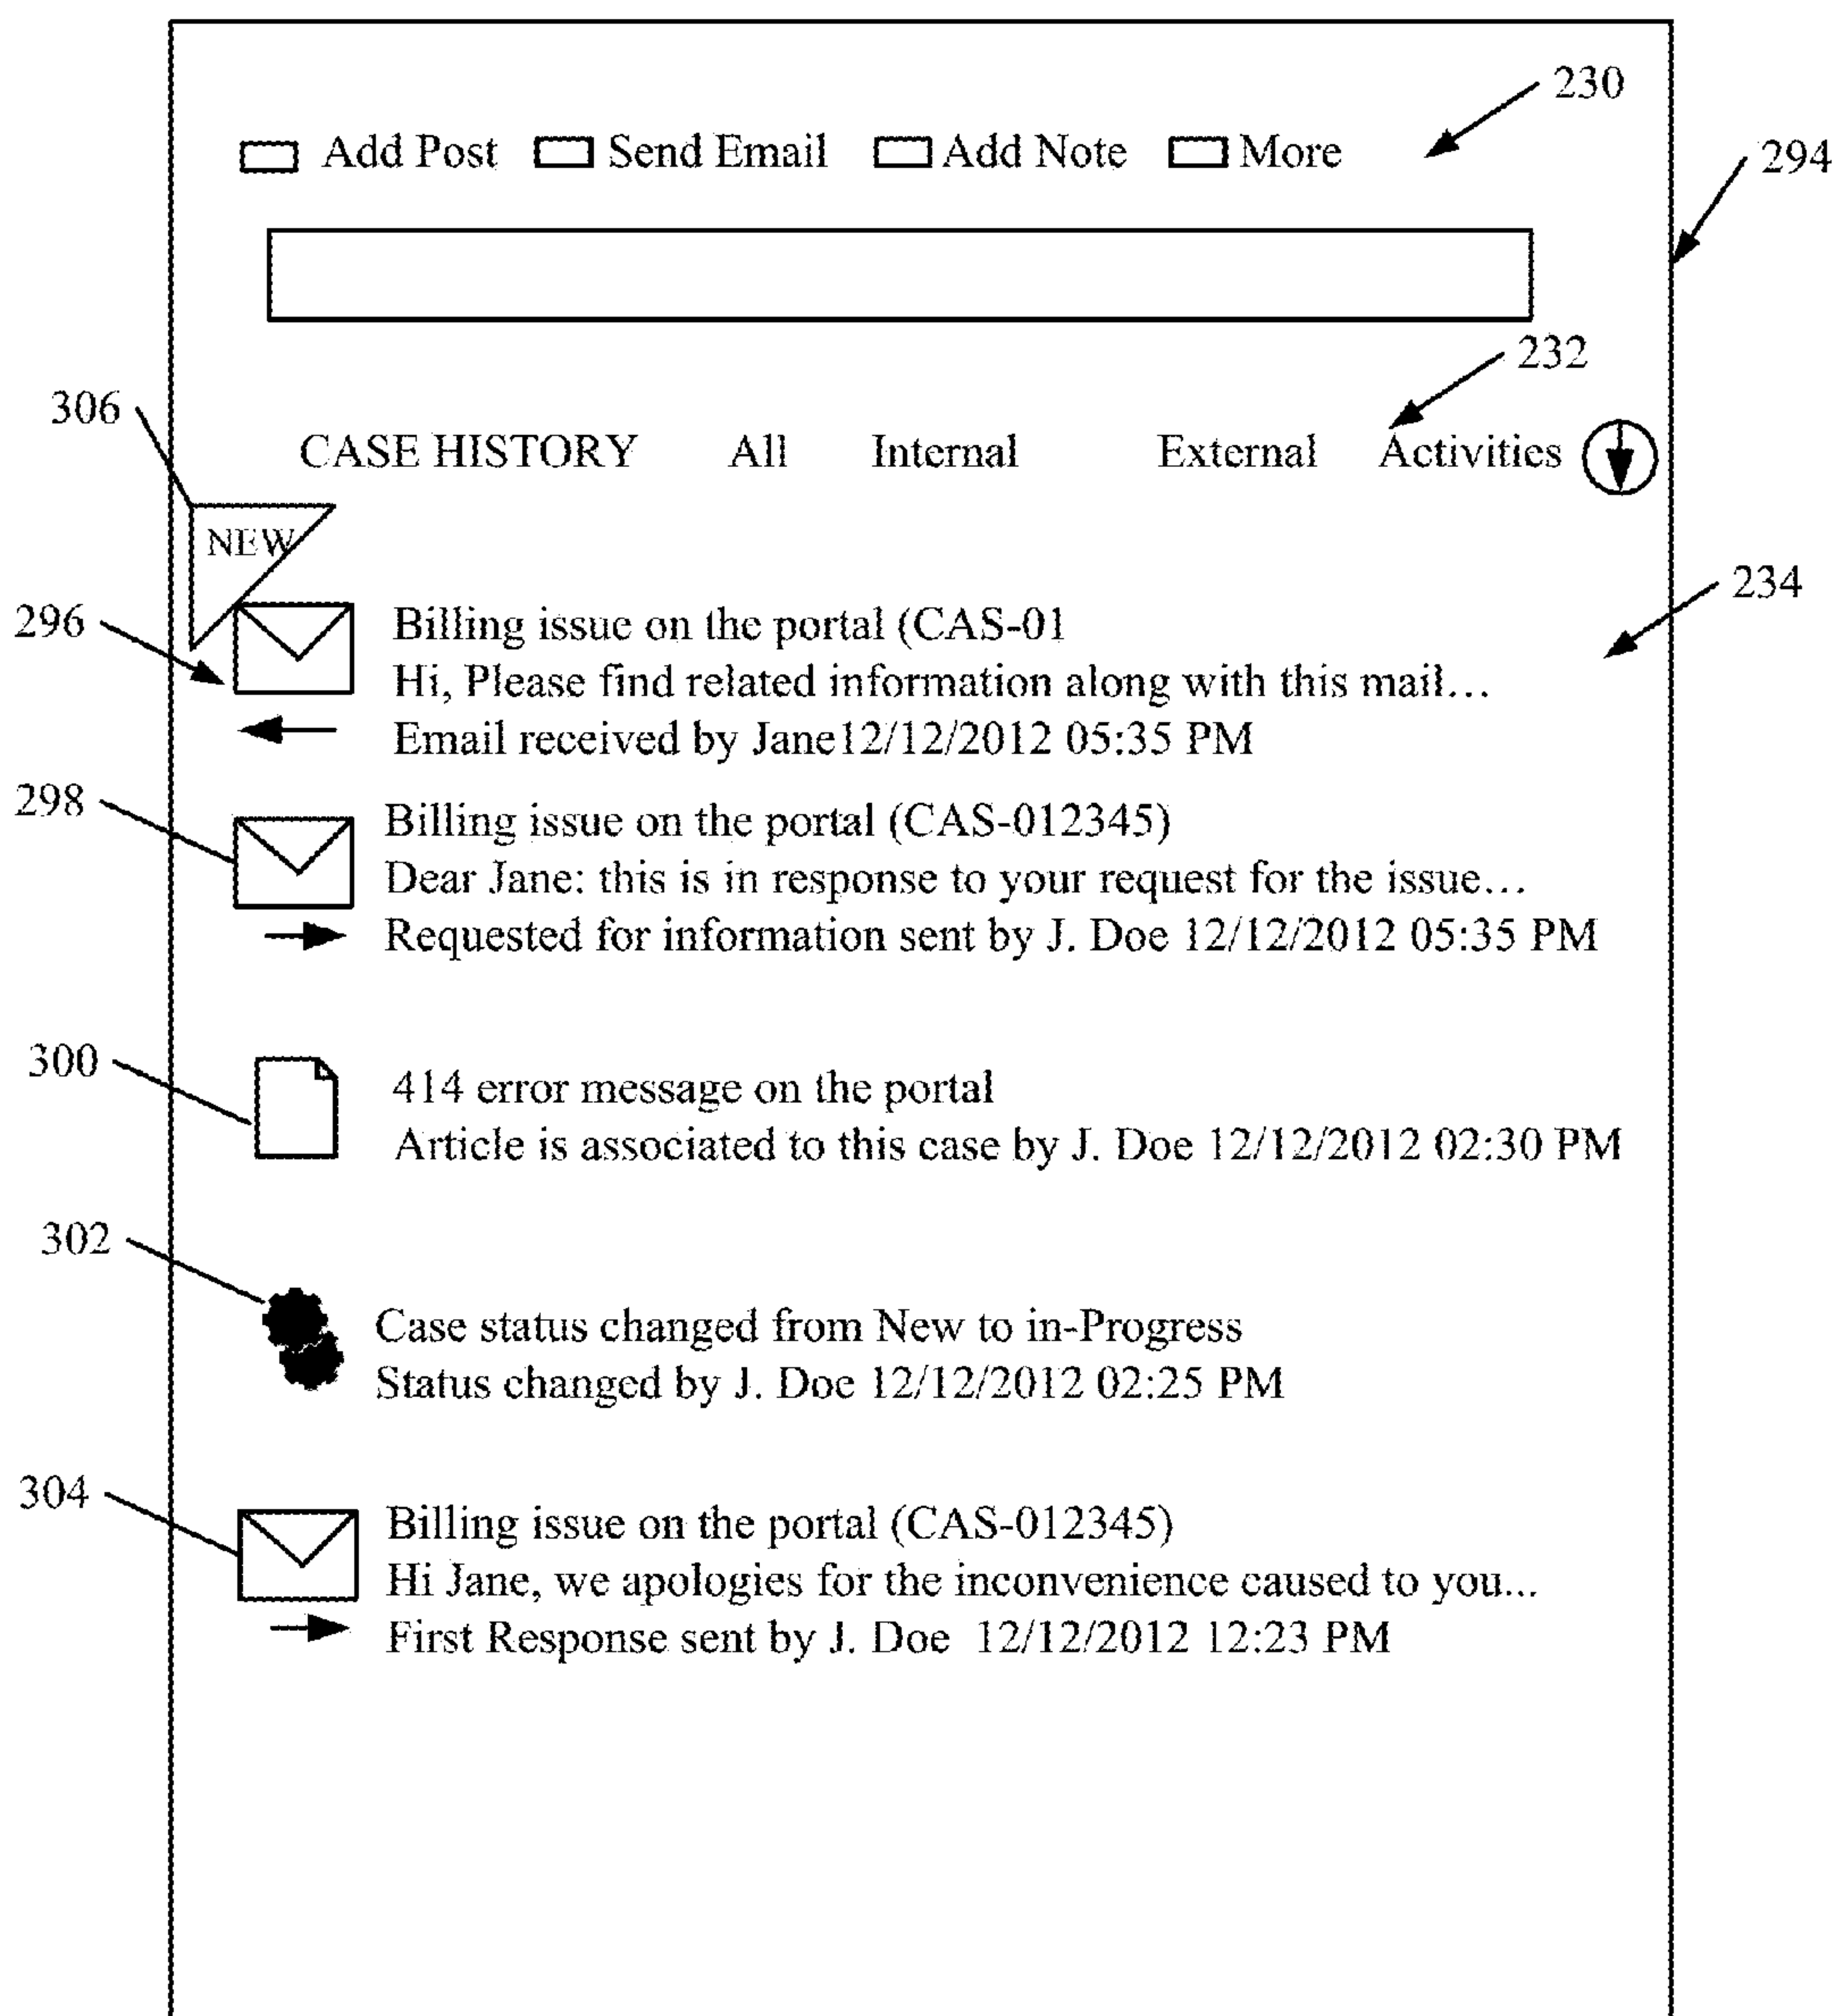 230
Add Post Send Email Add Note More
294
232
306
CASE HISTORY All Internal External Activities
NEW
234
296
Billing issue on the portal (CAS-01
Hi, Please find related information along with this mail...
Email received by Jane12/12/2012 05:35 PM
298
Billing issue on the portal (CAS-012345)
Dear Jane: this is in response to your request for the issue...
Requested for information sent by J. Doe 12/12/2012 05:35 PM
300
414 error message on the portal
Article is associated to this case by J. Doe 12/12/2012 02:30 PM
302
Case status changed from New to in-Progress
Status changed by J. Doe 12/12/2012 02:25 PM
304
Billing issue on the portal (CAS-012345)
Hi Jane, we apologies for the inconvenience caused to you...
First Response sent by J. Doe 12/12/2012 12:23 PM